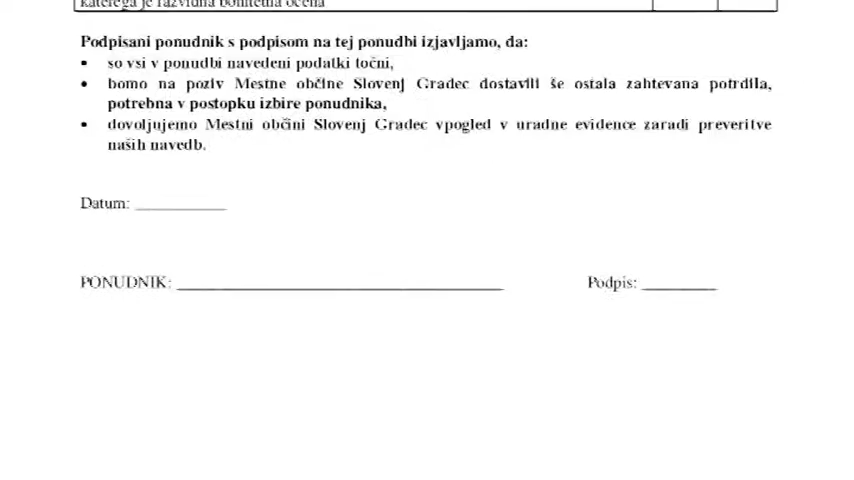 katerega je razvidna bonitetna ocena
Podpisani ponudnik s podpisom na tej ponudbi izjavljamo, da:
• so vsi v ponudbi navedeni podatki točni,
• bomo na poziv Mestne občine Slovenj Gradec dostavili še ostala zahtevana potrdila,
potrebna v postopku izbire ponudnika,
• dovoljujemo Mestni občini Slovenj Gradec vpogled v uradne evidence zaradi preveritve
naših navedb.
Datum: ___________
PONUDNIK: ________________________________________ Podpis: _________